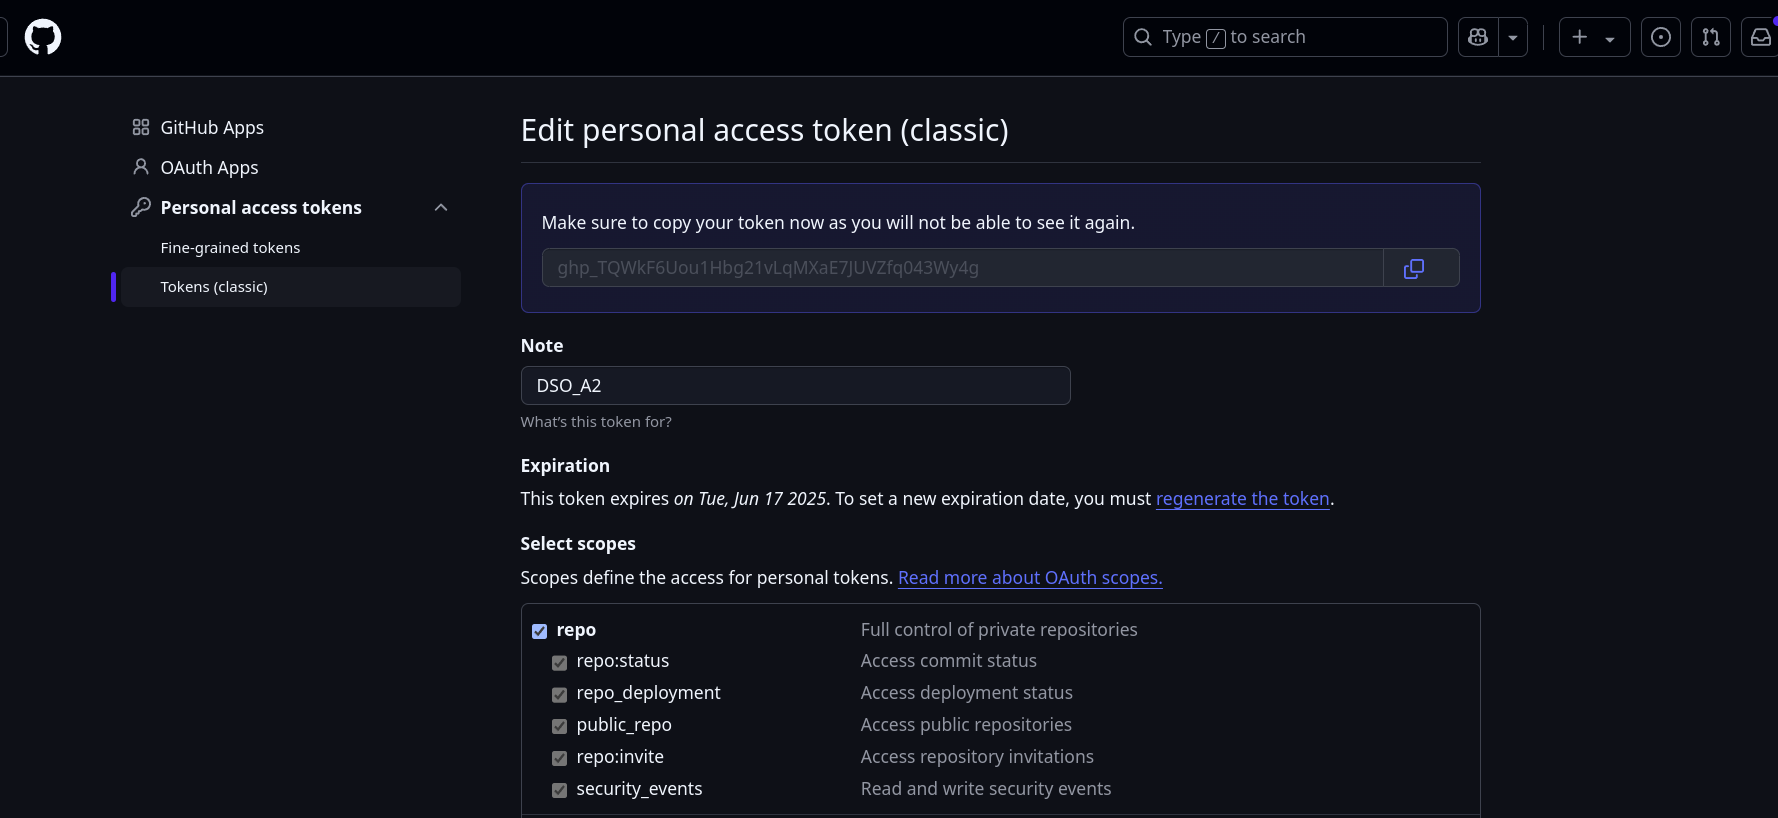 Type / to search
GitHub Apps
OAuth Apps
Personal access tokens
Fine-grained tokens
Tokens (classic)
Edit personal access token (classic)
Make sure to copy your token now as you will not be able to see it again.
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
Note
DSO_A2
What's this token for?
Expiration
This token expires on Tue, Jun 17 2025. To set a new expiration date, you must regenerate the token.
Select scopes
Scopes define the access for personal tokens. Read more about OAuth scopes.
repo Full control of private repositories
repo:status Access commit status
repo_deployment Access deployment status
public_repo Access public repositories
repo:invite Access repository invitations
security_events Read and write security events